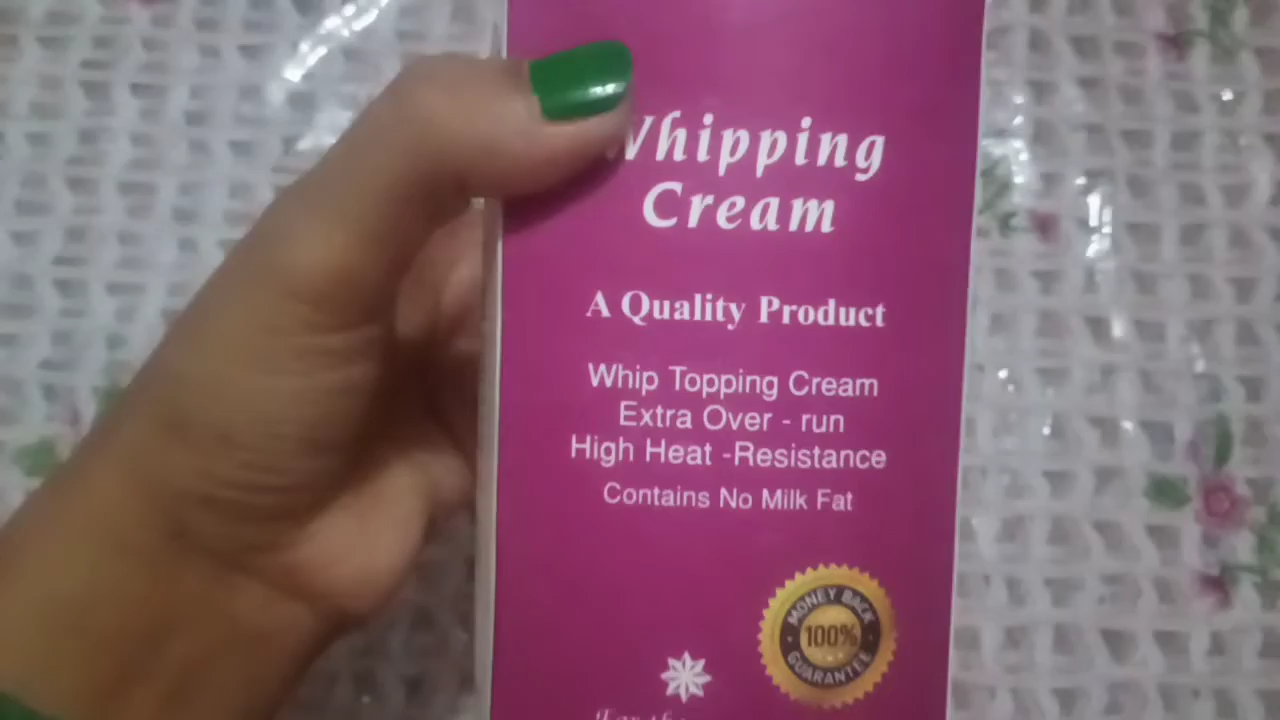 Whipping
Cream
A Quality Product
Whip Topping Cream
Extra Over - run
High Heat -Resistance
Contains No Milk Fat
MONEY BACK
100%
GUARANTEE